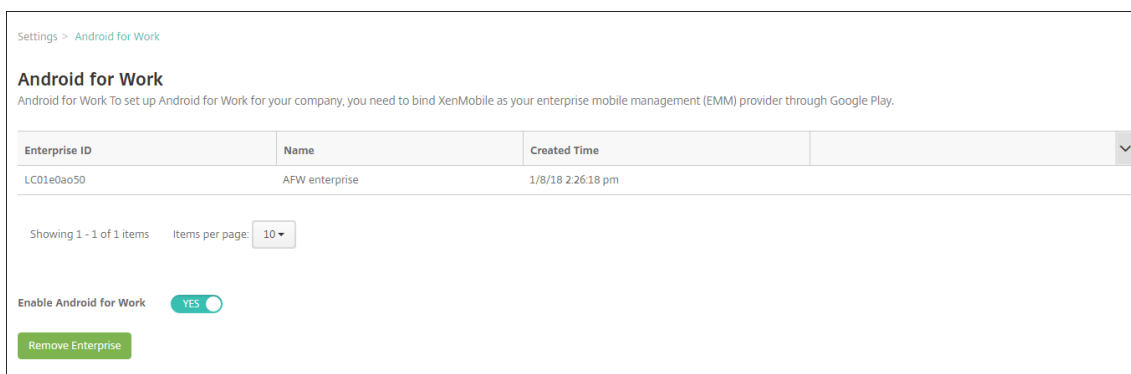 Settings > Android for Work
Android for Work
Android for Work To set up Android for Work for your company, you need to bind XenMobile as your enterprise mobile management (EMM) provider through Google Play.
Enterprise ID Name Created Time
LC01e0ao50 AFW enterprise 1/8/18 2:26:18 pm
Showing 1 - 1 of 1 items Items per page: 10
Enable Android for Work YES
Remove Enterprise